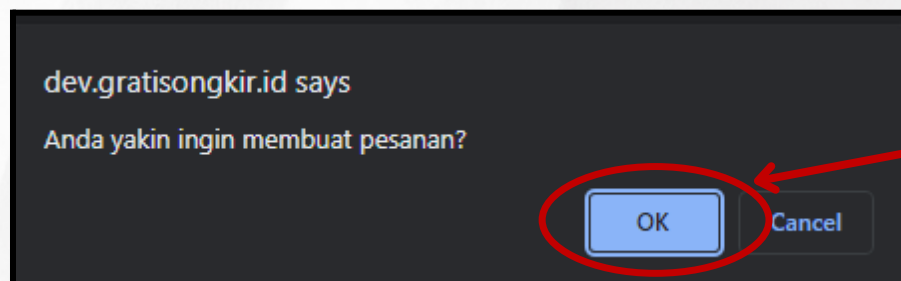 dev.gratisongkir.id says
Anda yakin ingin membuat pesanan?
OK
Cancel